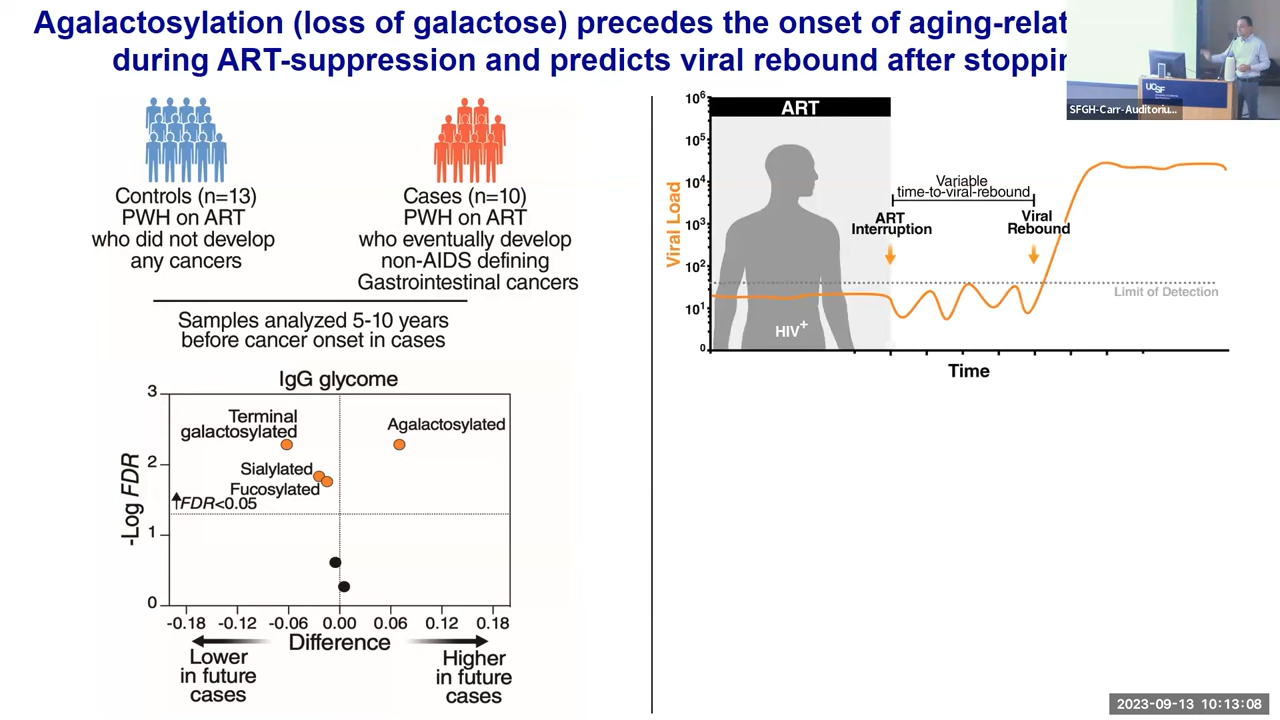 Agalactosylation (loss of galactose) precedes the onset of aging-relat
during ART-suppression and predicts viral rebound after stoppin
UCSF
SFGH-Carr-Auditoriu...
Controls (n=13)
PWH on ART
who did not develop
any cancers
Cases (n=10)
PWH on ART
who eventually develop
non-AIDS defining
Gastrointestinal cancers
Samples analyzed 5-10 years
before cancer onset in cases
IgG glycome
3
2
1
0
-Log FDR
Terminal
galactosylated
Agalactosylated
Sialylated
Fucosylated
FDR<0.05
-0.18 -0.12 -0.06 0.00 0.06 0.12 0.18
Difference
Lower
in future
cases
Higher
in future
cases
ART
10⁶
10⁵
10⁴
10³
10²
10¹
0
Viral Load
Variable
time-to-viral-rebound
ART
Interruption
Viral
Rebound
Limit of Detection
HIV⁺
Time
2023-09-13 10:13:08